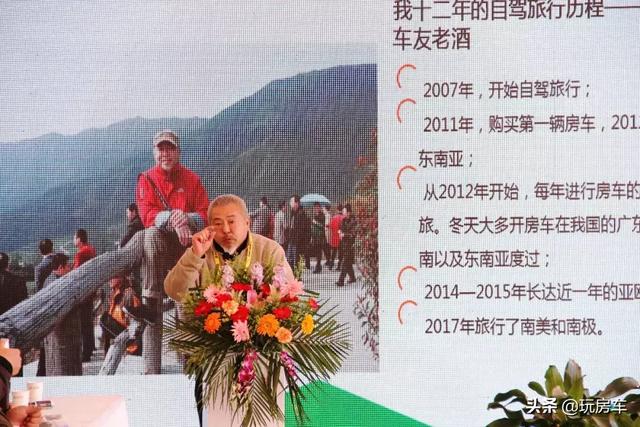 我十二年的自驾旅行历程——
车友老酒
2007年，开始自驾旅行；
2011年，购买第一辆房车，201
东南亚；
从2012年开始，每年进行房车的
旅。冬天大多开房车在我国的广东
南以及东南亚度过；
2014—2015年长达近一年的亚欧
2017年旅行了南美和南极。
头条 @玩房车